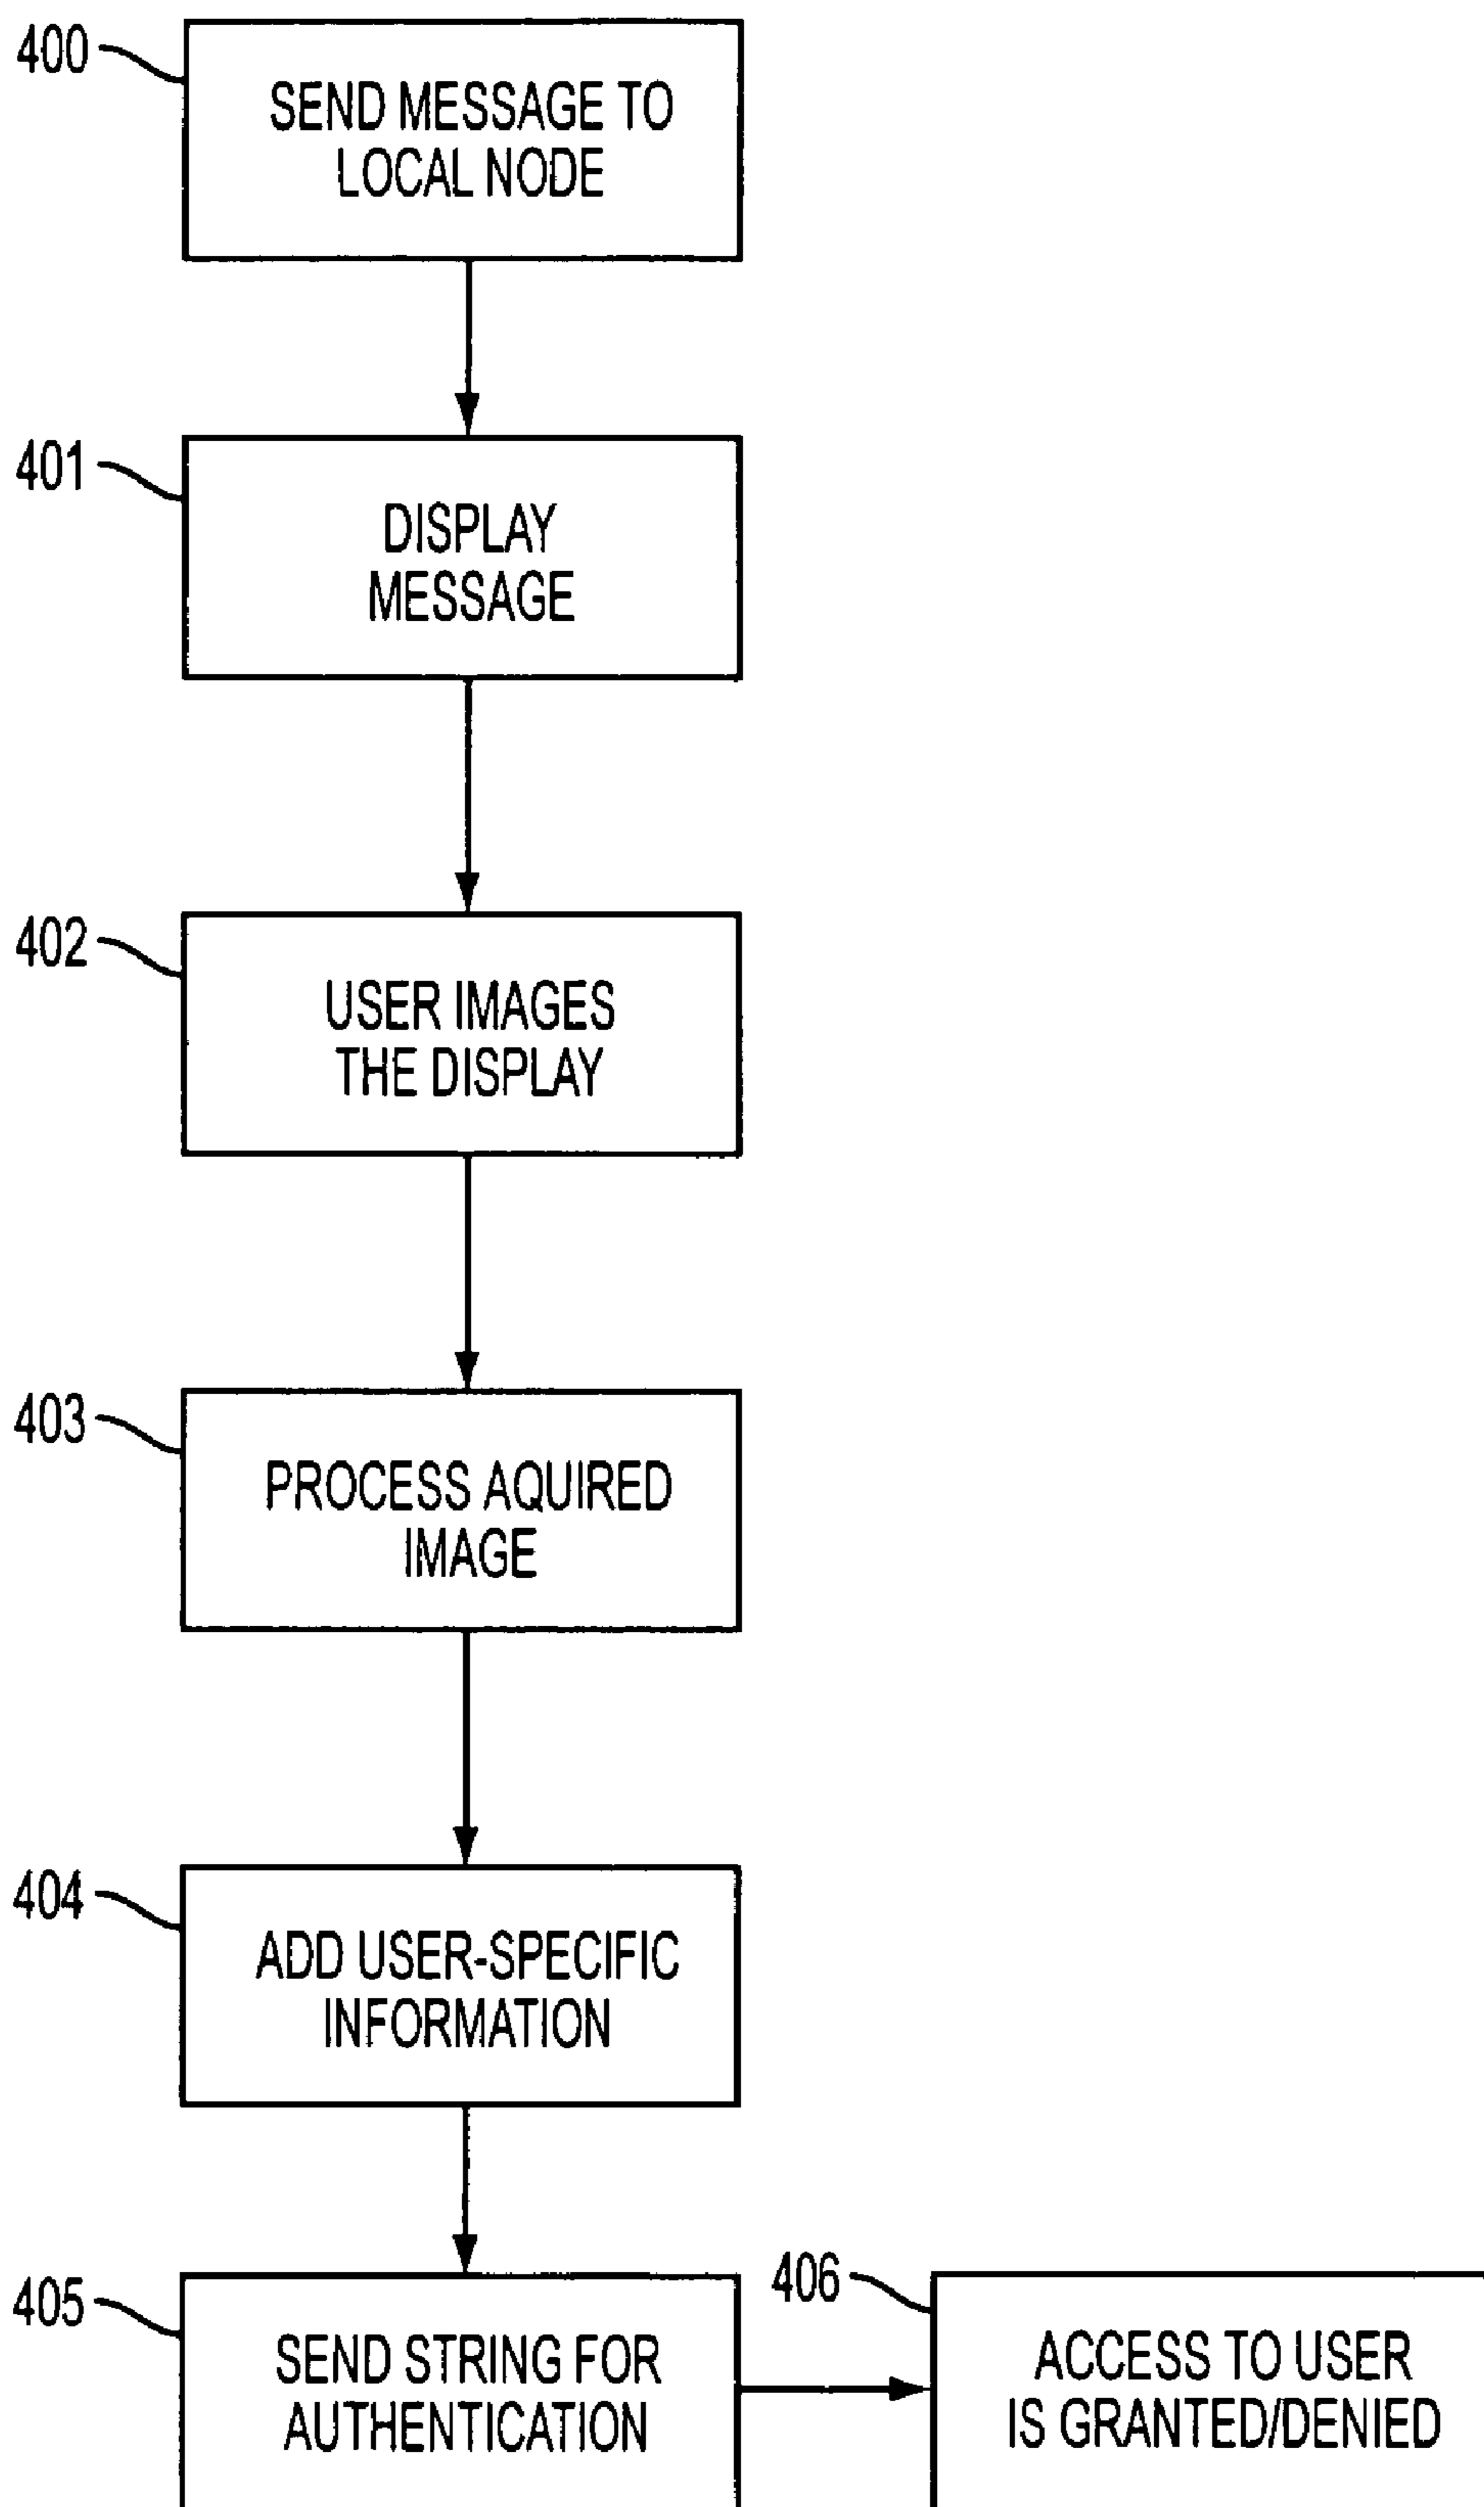 400
SEND MESSAGE TO
LOCAL NODE
401
DISPLAY
MESSAGE
402
USER IMAGES
THE DISPLAY
403
PROCESS AQUIRED
IMAGE
404
ADD USER-SPECIFIC
INFORMATION
405
SEND STRING FOR
AUTHENTICATION
406
ACCESS TO USER
IS GRANTED/DENIED